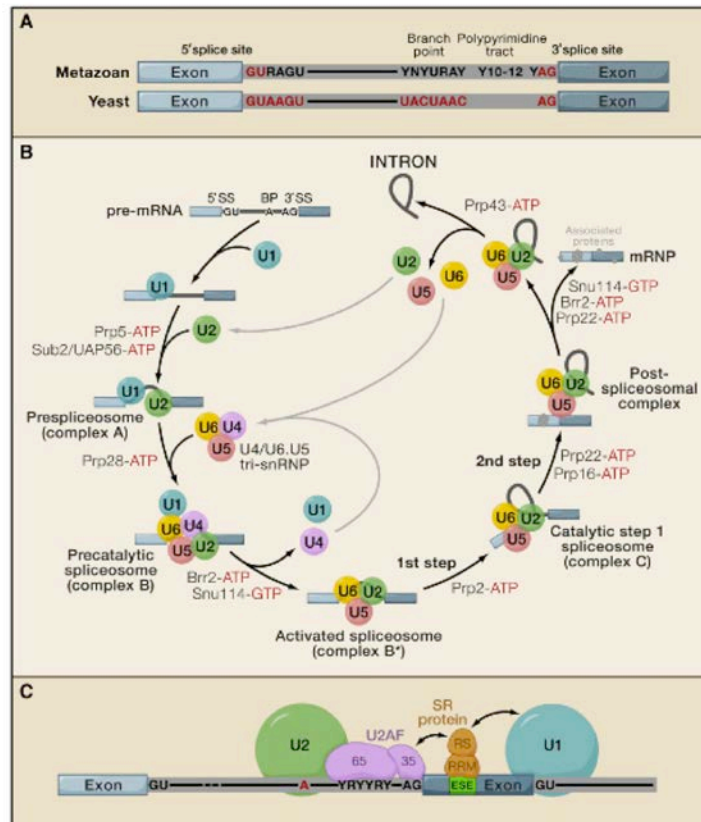 A
5' splice site
Branch point
Polypyrimidine tract
3' splice site
Metazoan
Exon
GURAGU
YNYURAY
Y10-12
YAG
Exon
Yeast
GUAAGU
UACUAAC
AG
B
INTRON
5'SS
BP
3'SS
pre-mRNA
GU
A
AG
Prp43-ATP
U1
U2
U5
U6
U6
U2
U5
Associated proteins
mRNP
Snu114-GTP
Brr2-ATP
Prp22-ATP
U1
Prp5-ATP
Sub2/UAP56-ATP
U2
U1
U2
Prespliceosome
(complex A)
U6
U4
U5
U4/U6.U5
tri-snRNP
Prp28-ATP
U6
U2
U5
Post-
spliceosomal
complex
2nd step
Prp22-ATP
Prp16-ATP
U1
U6
U4
U5
U2
Precatalytic
spliceosome
(complex B)
U1
U4
Brr2-ATP
Snu114-GTP
U6
U2
U5
Activated spliceosome
(complex B*)
1st step
Prp2-ATP
U6
U2
U5
Catalytic step 1
spliceosome
(complex C)
C
SR
protein
U2
U2AF
65
35
RS
RRM
U1
Exon
GU
A
YRYYRY
AG
ESE
Exon
GU